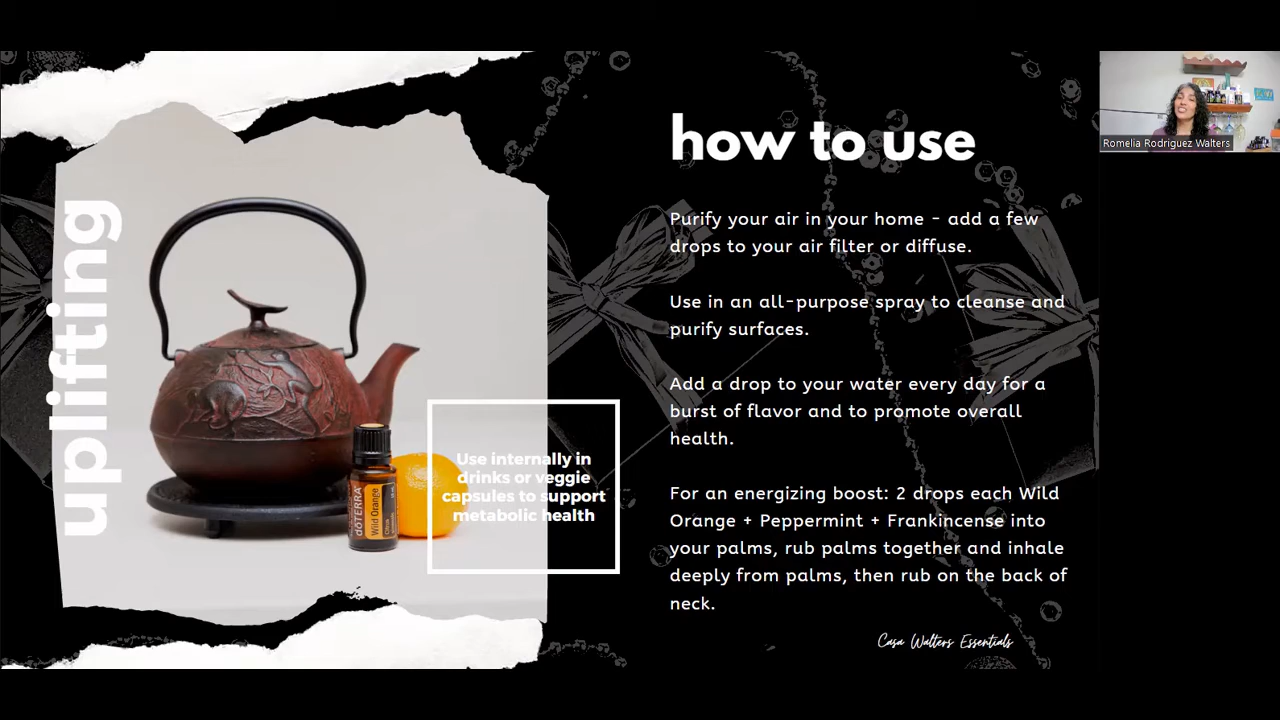 how to use
Romelia Rodriguez Walters
uplifting
Purify your air in your home - add a few
drops to your air filter or diffuse.
Use in an all-purpose spray to cleanse and
purify surfaces.
Add a drop to your water every day for a
burst of flavor and to promote overall
health.
Use internally in
drinks or veggie
capsules to support
metabolic health
dōTERRA
Wild Orange
For an energizing boost: 2 drops each Wild
Orange + Peppermint + Frankincense into
your palms, rub palms together and inhale
deeply from palms, then rub on the back of
neck.
Casa Walters Essentials